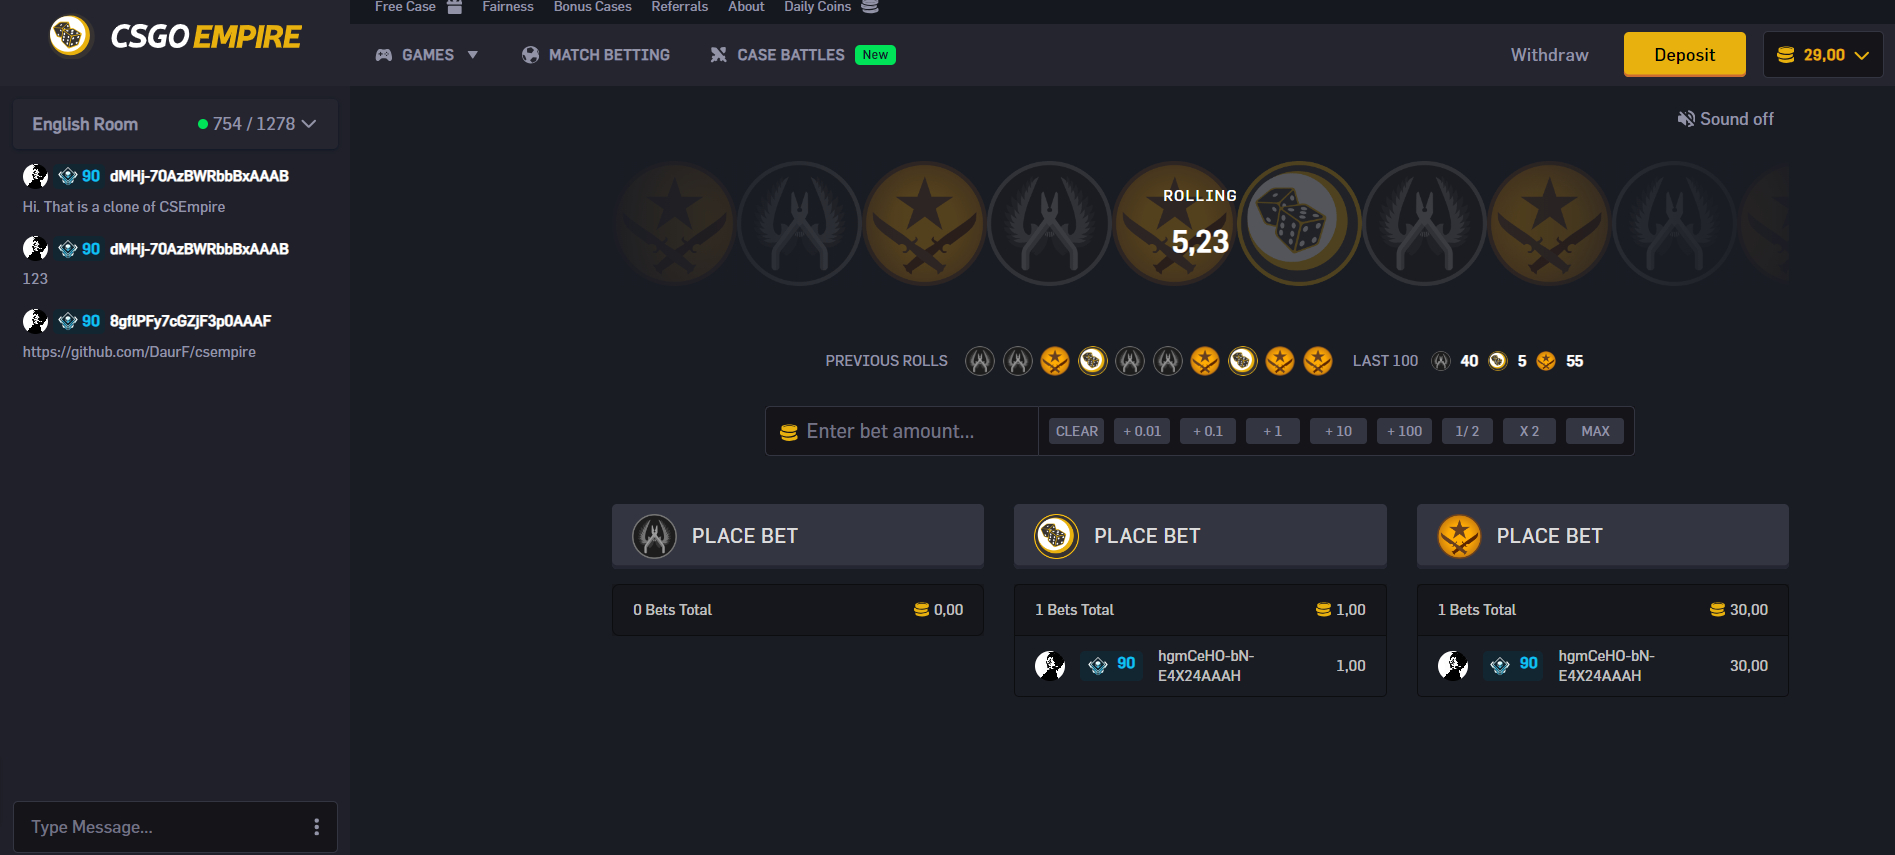 CSGOEMPIRE
Free Case Fairness Bonus Cases Referrals About Daily Coins
GAMES MATCH BETTING CASE BATTLES New
Withdraw Deposit 29,00
English Room 754 / 1278
90 dMHj-70AzBWRbbBxAAAB
Hi. That is a clone of CSEmpire
90 dMHj-70AzBWRbbBxAAAB
123
90 8gflPFy7cGZjF3p0AAAF
https://github.com/DaurF/csempire
Type Message...
Sound off
ROLLING
5,23
PREVIOUS ROLLS LAST 100 40 5 55
Enter bet amount... CLEAR + 0.01 + 0.1 + 1 + 10 + 100 1/ 2 X 2 MAX
PLACE BET
0 Bets Total 0,00
PLACE BET
1 Bets Total 1,00
90 hgmCeHO-bN-
E4X24AAAH 1,00
PLACE BET
1 Bets Total 30,00
90 hgmCeHO-bN-
E4X24AAAH 30,00